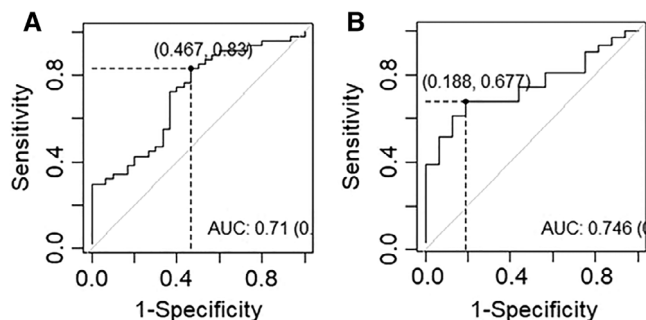 A
(0.467, 0.83)
AUC: 0.71 (0.
Sensitivity
0.0 0.4 0.8
0.0 0.4 0.8
1-Specificity
B
(0.188, 0.677)
AUC: 0.746 (
Sensitivity
0.0 0.4 0.8
0.0 0.4 0.8
1-Specificity